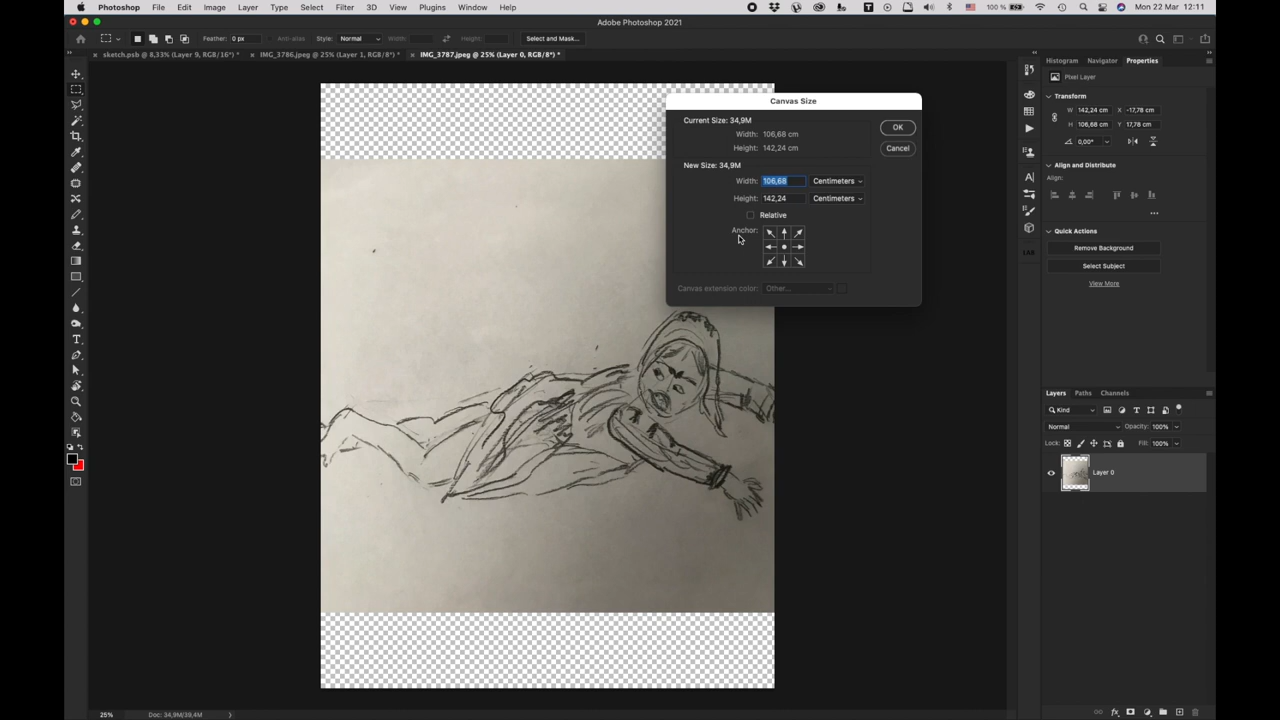 Photoshop File Edit Image Layer Type Select Filter 3D View Plugins Window Help 100 % Mon 22 Mar 12:11
Adobe Photoshop 2021
Feather: 0 px Anti-alias Style: Normal Width: Height: Select and Mask...
sketch.psb @ 8,33% (Layer 9, RGB/16*) * IMG_3786.jpeg @ 25% (Layer 1, RGB/8*) * IMG_3787.jpeg @ 25% (Layer 0, RGB/8*) *
Histogram Navigator Properties
Pixel Layer
Transform
W 142,24 cm X -17,78 cm
H 106,68 cm Y 17,78 cm
0,00°
Align and Distribute
Align:
Quick Actions
Remove Background
Select Subject
View More
Canvas Size
Current Size: 34,9M
Width: 106,68 cm
Height: 142,24 cm
OK
Cancel
New Size: 34,9M
Width: 106,68 Centimeters
Height: 142,24 Centimeters
Relative
Anchor:
Canvas extension color: Other...
Layers Paths Channels
Kind
Normal Opacity: 100%
Lock: Fill: 100%
Layer 0
25% Doc: 34,9M/39,4M